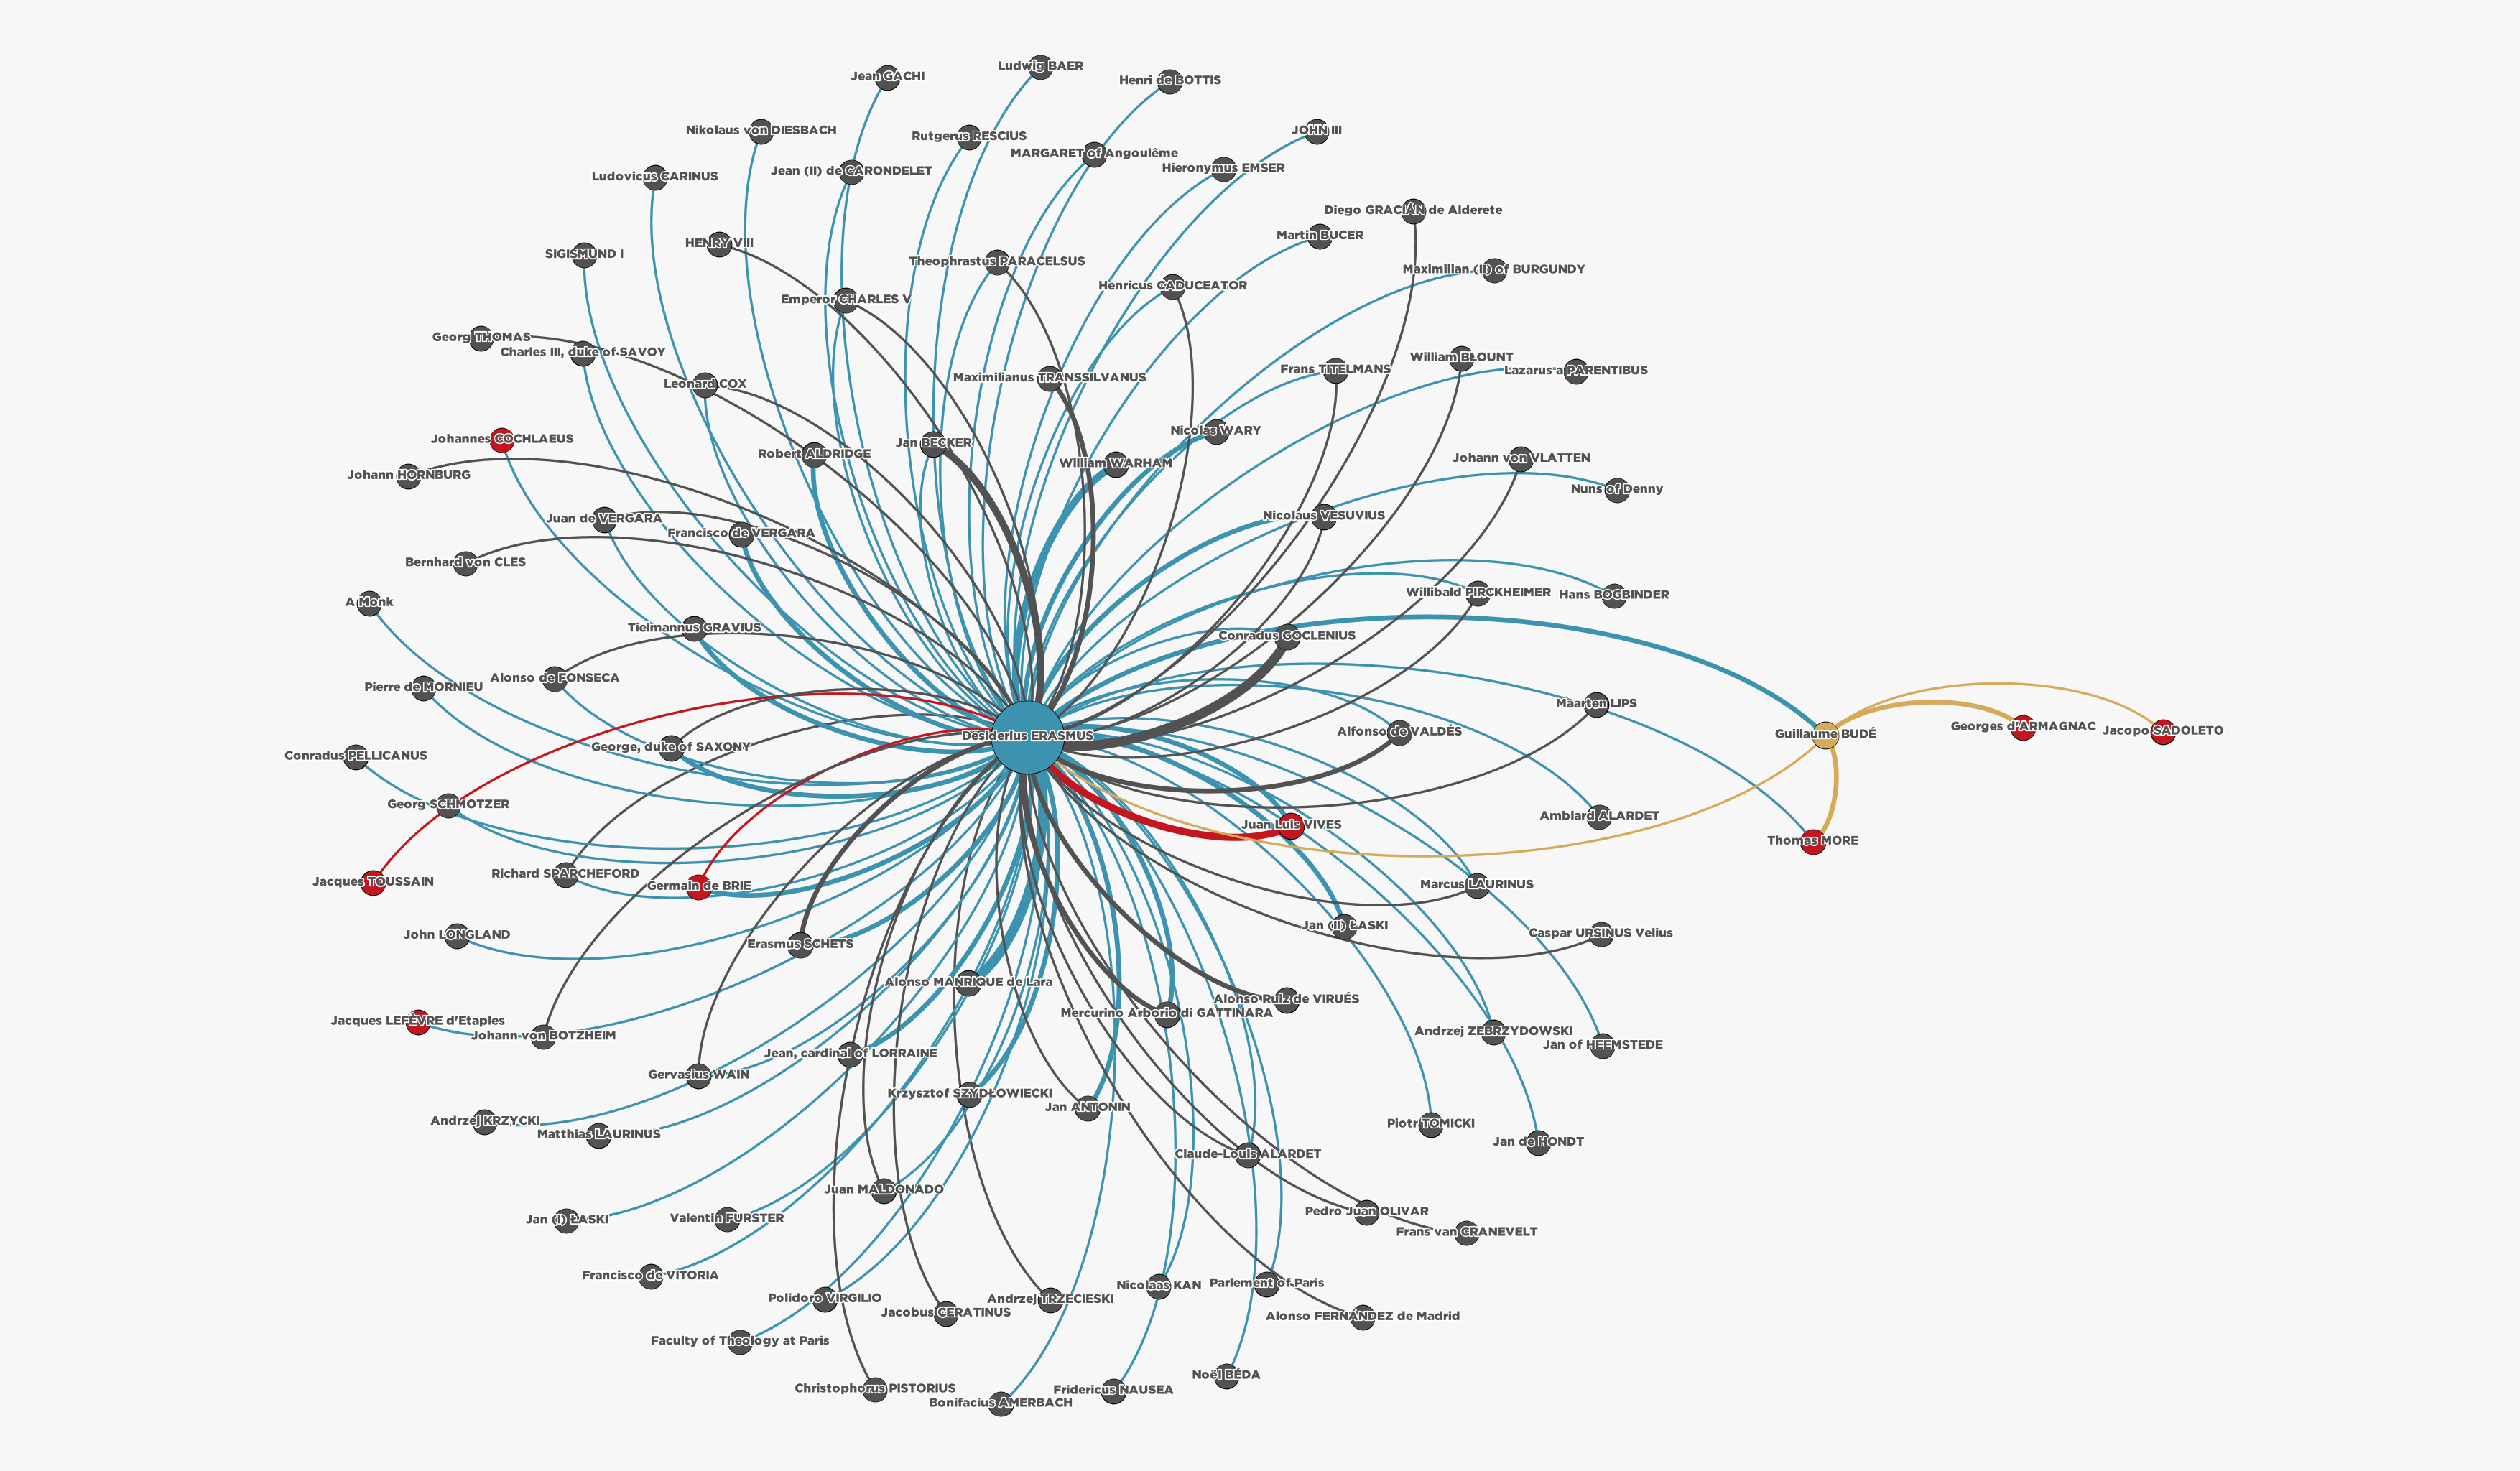 Ludwig BAER
Jean GACHI
Henri de BOTTIS
Nikolaus von DIESBACH
Rutgerus RESCIUS
JOHN III
MARGARET of Angoulême
Jean (II) de CARONDELET
Hieronymus EMSER
Ludovicus CARINUS
Diego GRACIÁN de Alderete
Martin BUCER
HENRY VIII
SIGISMUND I
Theophrastus PARACELSUS
Maximilian (II) of BURGUNDY
Henricus CADUCEATOR
Emperor CHARLES V
Georg THOMAS
Charles III, duke of SAVOY
William BLOUNT
Frans TITELMANS
Lazarus a PARENTIBUS
Maximilianus TRANSSILVANUS
Leonard COX
Nicolas WARY
Johannes COCHLAEUS
Jan BECKER
Robert ALDRIDGE
Johann von VLATTEN
William WARHAM
Johann HORNBURG
Nuns of Denny
Nicolaus VESUVIUS
Juan de VERGARA
Francisco de VERGARA
Bernhard von CLES
Willibald PIRCKHEIMER
Hans BOGBINDER
A Monk
Tielmannus GRAVIUS
Conradus GOCLENIUS
Alonso de FONSECA
Pierre de MORNIEU
Maarten LIPS
Georges d'ARMAGNAC
Jacopo SADOLETO
Alfonso de VALDÉS
Guillaume BUDÉ
Desiderius ERASMUS
George, duke of SAXONY
Conradus PELLICANUS
Georg SCHMOTZER
Amblard ALARDET
Juan Luis VIVES
Thomas MORE
Richard SPARCHEFORD
Jacques TOUSSAIN
Germain de BRIE
Marcus LAURINUS
Jan (II) ŁASKI
Caspar URSINUS Velius
John LONGLAND
Erasmus SCHETS
Alonso MANRIQUE de Lara
Alonso Ruiz de VIRUÉS
Mercurino Arborio di GATTINARA
Jacques LEFÈVRE d'Etaples
Johann von BOTZHEIM
Andrzej ZEBRZYDOWSKI
Jan of HEEMSTEDE
Jean, cardinal of LORRAINE
Gervasius WAIN
Krzysztof SZYDŁOWIECKI
Jan ANTONIN
Andrzej KRZYCKI
Matthias LAURINUS
Piotr TOMICKI
Jan de HONDT
Claude-Louis ALARDET
Juan MALDONADO
Pedro Juan OLIVAR
Jan (I) ŁASKI
Valentin FURSTER
Frans van CRANEVELT
Francisco de VITORIA
Nicolaas KAN
Parlement of Paris
Polidoro VIRGILIO
Andrzej TRZECIESKI
Jacobus CERATINUS
Alonso FERNÁNDEZ de Madrid
Faculty of Theology at Paris
Noël BÉDA
Christophorus PISTORIUS
Fridericus NAUSEA
Bonifacius AMERBACH